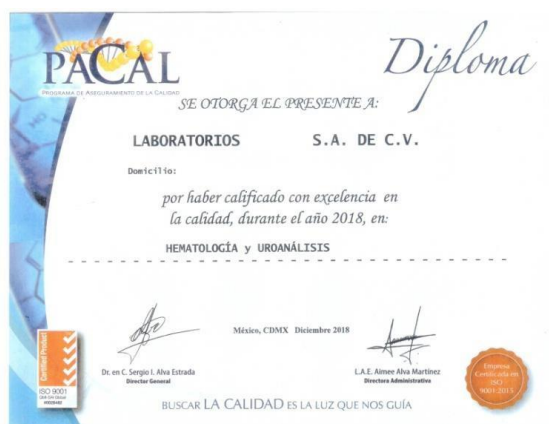 PACAL
PROGRAMA DE ASEGURAMIENTO DE LA CALIDAD
Diploma
SE OTORGA EL PRESENTE A:
LABORATORIOS S.A. DE C.V.
Domicilio:
por haber calificado con excelencia en
la calidad, durante el año 2018, en:
HEMATOLOGÍA y UROANÁLISIS
México, CDMX Diciembre 2018
Dr. en C. Sergio I. Alva Estrada
Director General
L.A.E. Aimee Alva Martínez
Directora Administrativa
Certified Product
ISO 9001
Empresa
Certificada en
ISO
9001:2015
BUSCAR LA CALIDAD ES LA LUZ QUE NOS GUÍA